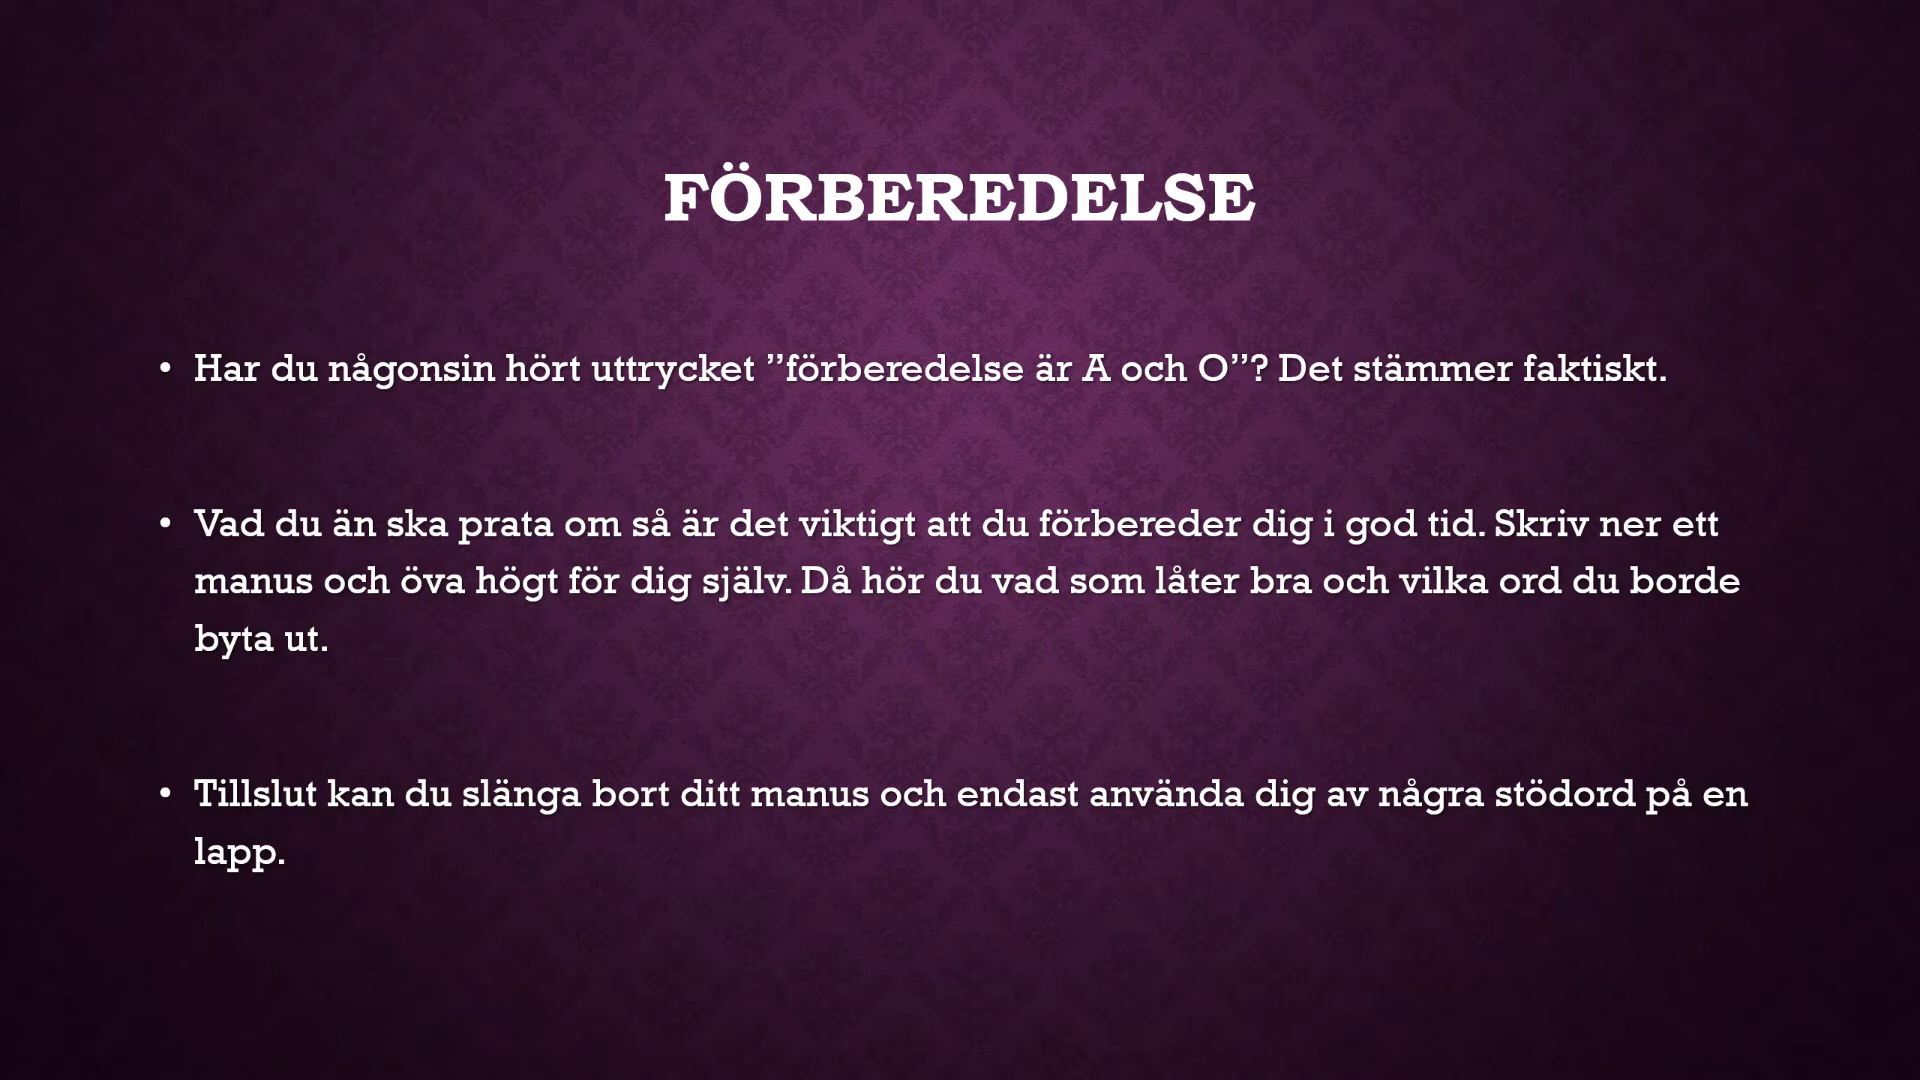 FÖRBEREDELSE
• Har du någonsin hört uttrycket ”förberedelse är A och O”? Det stämmer faktiskt.
• Vad du än ska prata om så är det viktigt att du förbereder dig i god tid. Skriv ner ett
manus och öva högt för dig själv. Då hör du vad som låter bra och vilka ord du borde
byta ut.
• Tillslut kan du slänga bort ditt manus och endast använda dig av några stödord på en
lapp.